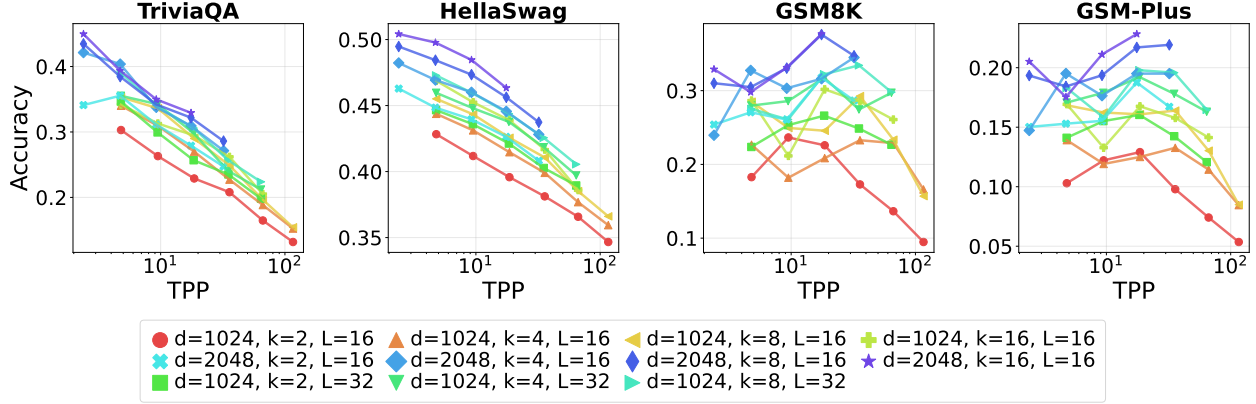 TriviaQA HellaSwag GSM8K GSM-Plus
Accuracy
0.4
0.3
0.2
0.50
0.45
0.40
0.35
0.3
0.2
0.1
0.20
0.15
0.10
0.05
10¹ 10² 10¹ 10² 10¹ 10² 10¹ 10²
TPP TPP TPP TPP
d=1024, k=2, L=16 d=1024, k=4, L=16 d=1024, k=8, L=16 d=1024, k=16, L=16
d=2048, k=2, L=16 d=2048, k=4, L=16 d=2048, k=8, L=16 d=2048, k=16, L=16
d=1024, k=2, L=32 d=1024, k=4, L=32 d=1024, k=8, L=32